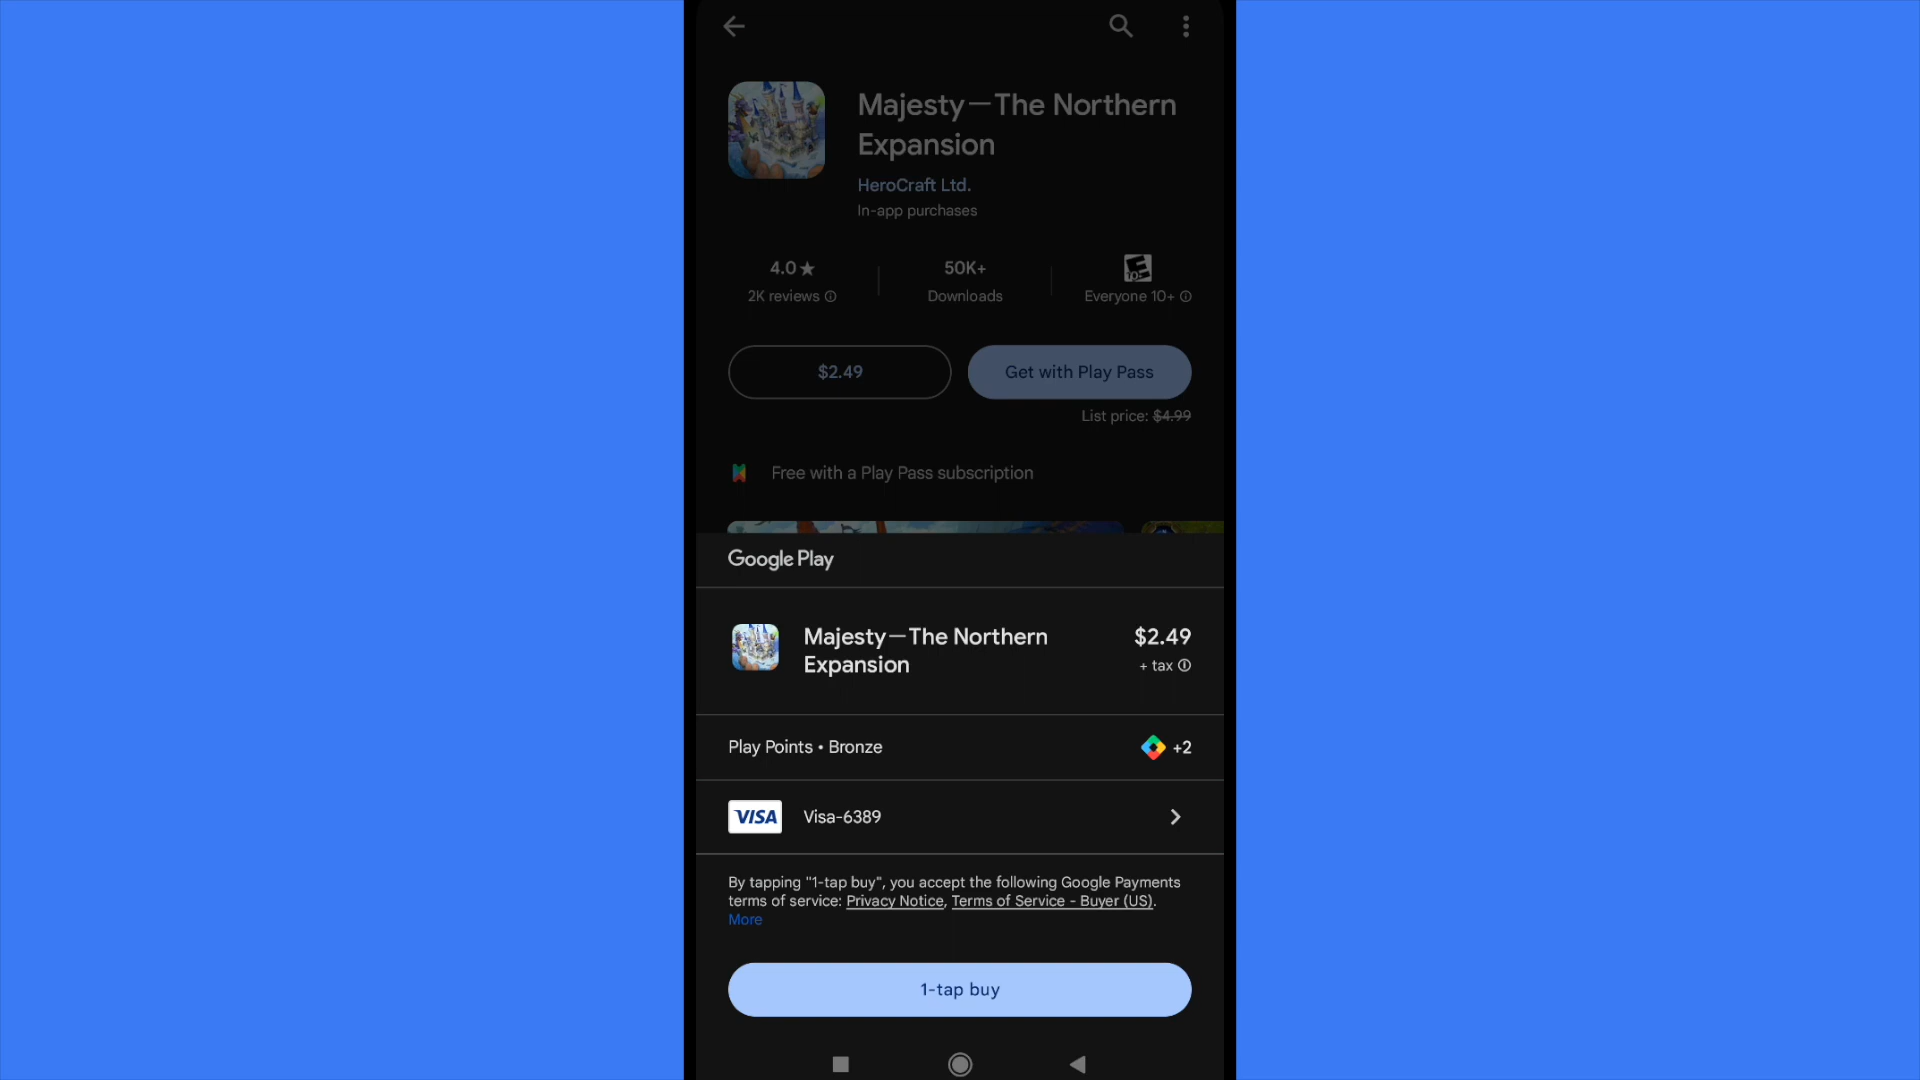 Majesty—The Northern
Expansion
HeroCraft Ltd.
In-app purchases
4.0★
50K+
E
10+
2K reviews
Downloads
Everyone 10+
$2.49
Get with Play Pass
List price: $4.99
Free with a Play Pass subscription
Google Play
Majesty—The Northern
Expansion
$2.49
+ tax
Play Points • Bronze
+2
VISA
Visa-6389
By tapping "1-tap buy", you accept the following Google Payments
terms of service: Privacy Notice, Terms of Service - Buyer (US).
More
1-tap buy